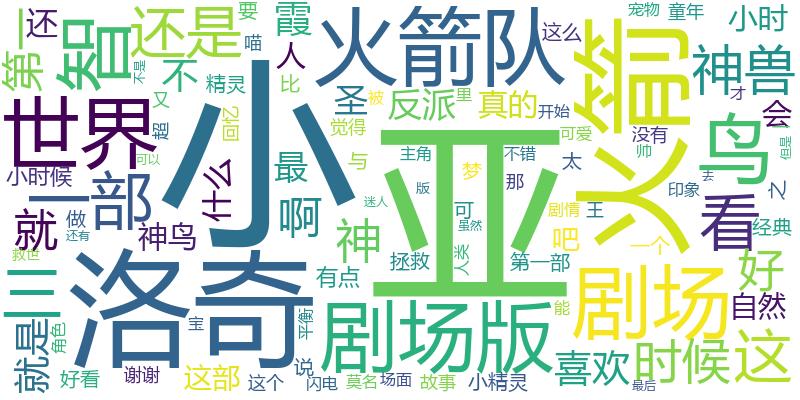 第一
还
智
还是
要
喵
霞
人
火箭队
这么
宠物
童年
小时
火箭
神兽
不是
不
精灵
比
圣
被
反派
里
真的
开始
才
会
世界
小
又
超
回忆
最
觉得
与
主角
梦
不错
可爱
没有
帅
鸟
但是
小时候
一部
什么
啊
亚
那
太
可以
就
做
还有
神鸟
神
迷人
版
可
虽然
剧情
王
印象
去
看
之
经典
救世
三
洛奇
有点
拯救
人类
第一部
吧
一个
好
就是
角色
宝
平衡
剧场版
能
剧场
自然
好看
谢谢
这部
说
这个
闪电
莫名
场面
故事
小精灵
喜欢
时候
这
最后